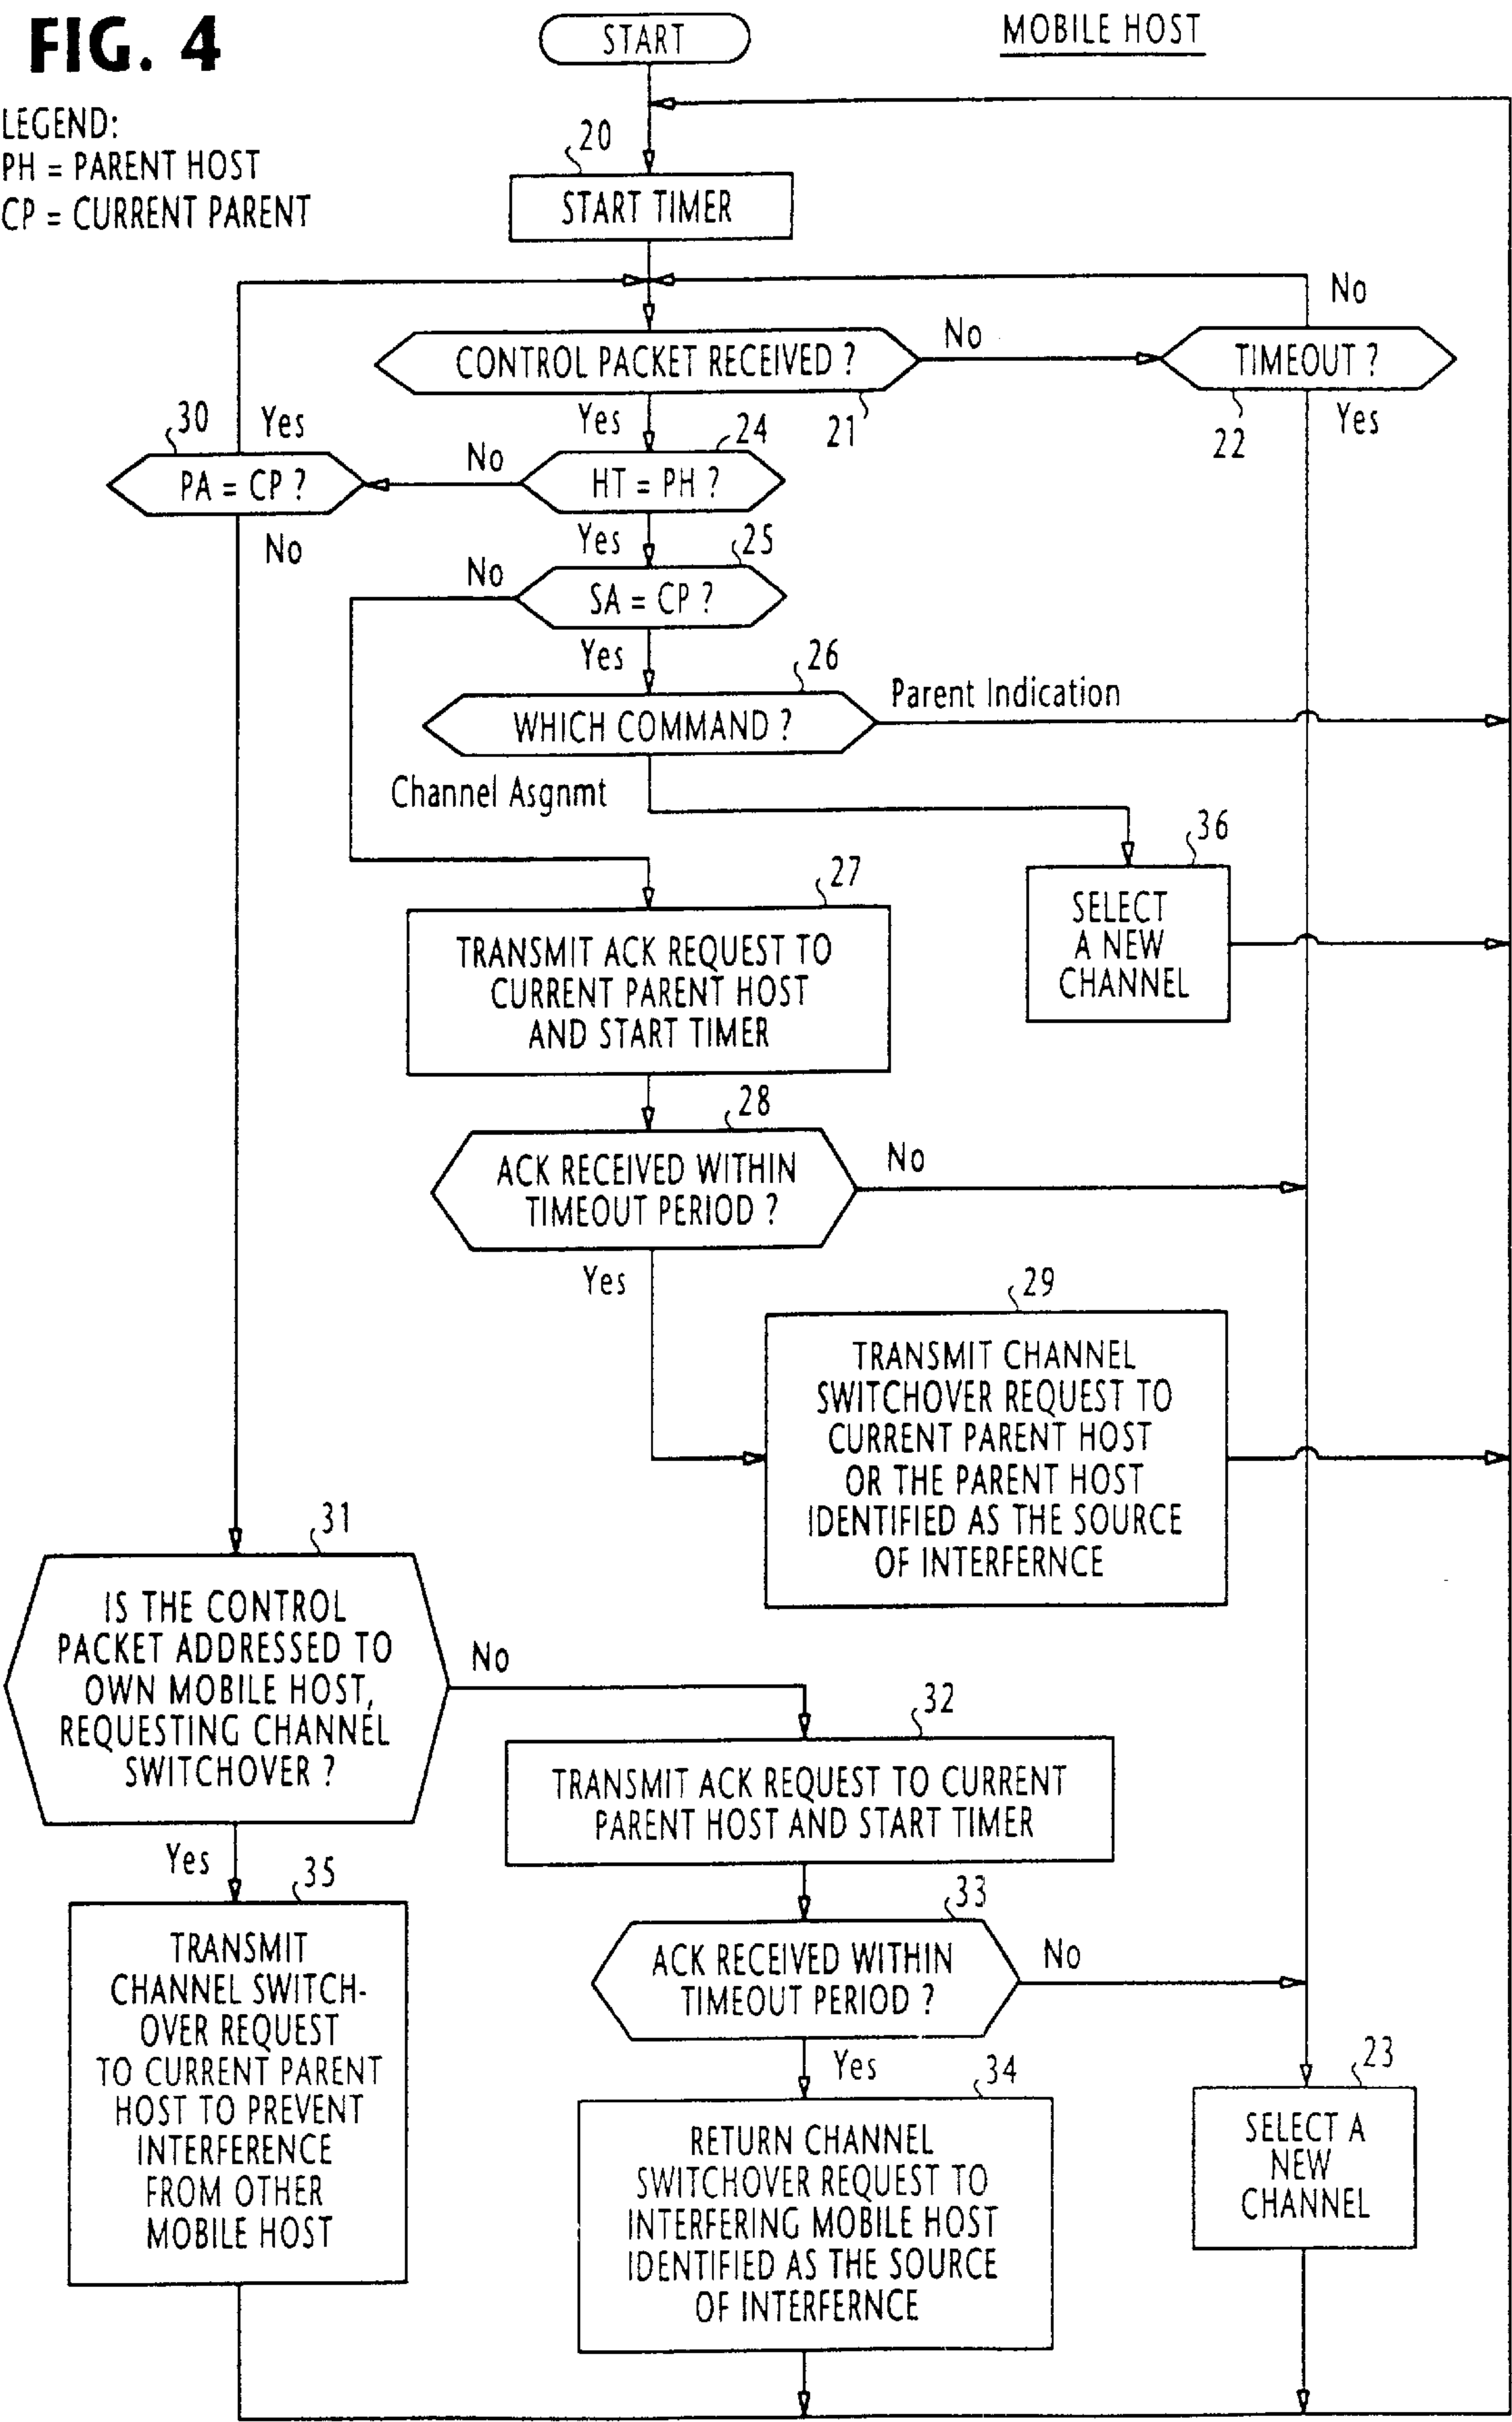 FIG. 4
MOBILE HOST
LEGEND:
PH = PARENT HOST
CP = CURRENT PARENT
START
20
START TIMER
No
CONTROL PACKET RECEIVED ?
21
No
TIMEOUT ?
22
Yes
Yes
24
HT = PH ?
No
30
Yes
PA = CP ?
No
Yes
25
SA = CP ?
No
Yes
26
WHICH COMMAND ?
Parent Indication
Channel Asgnmt
36
SELECT
A NEW
CHANNEL
27
TRANSMIT ACK REQUEST TO
CURRENT PARENT HOST
AND START TIMER
28
ACK RECEIVED WITHIN
TIMEOUT PERIOD ?
No
Yes
29
TRANSMIT CHANNEL
SWITCHOVER REQUEST TO
CURRENT PARENT HOST
OR THE PARENT HOST
IDENTIFIED AS THE SOURCE
OF INTERFERNCE
31
IS THE CONTROL
PACKET ADDRESSED TO
OWN MOBILE HOST,
REQUESTING CHANNEL
SWITCHOVER ?
No
Yes
32
TRANSMIT ACK REQUEST TO CURRENT
PARENT HOST AND START TIMER
35
TRANSMIT
CHANNEL SWITCH-
OVER REQUEST
TO CURRENT PARENT
HOST TO PREVENT
INTERFERENCE
FROM OTHER
MOBILE HOST
33
ACK RECEIVED WITHIN
TIMEOUT PERIOD ?
No
Yes
34
RETURN CHANNEL
SWITCHOVER REQUEST TO
INTERFERING MOBILE HOST
IDENTIFIED AS THE SOURCE
OF INTERFERNCE
23
SELECT A
NEW
CHANNEL